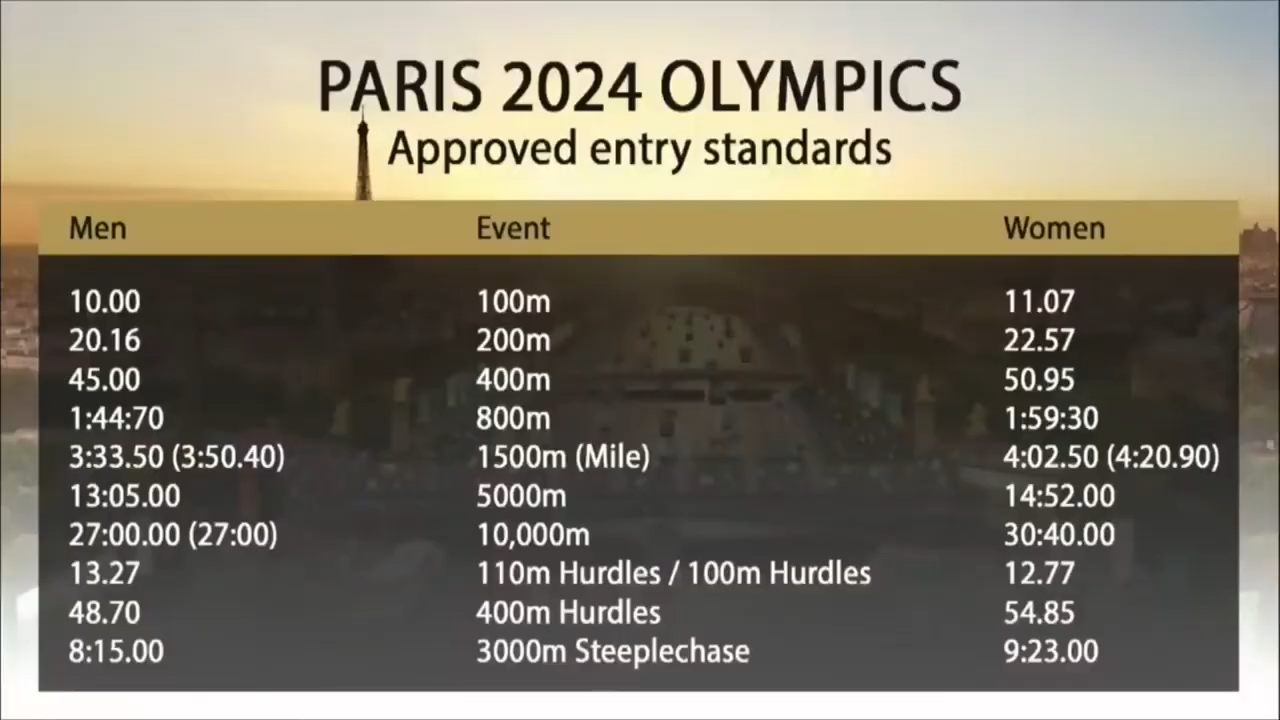 PARIS 2024 OLYMPICS
Approved entry standards
Men Event Women
10.00 100m 11.07
20.16 200m 22.57
45.00 400m 50.95
1:44:70 800m 1:59:30
3:33.50 (3:50.40) 1500m (Mile) 4:02.50 (4:20.90)
13:05.00 5000m 14:52.00
27:00.00 (27:00) 10,000m 30:40.00
13.27 110m Hurdles / 100m Hurdles 12.77
48.70 400m Hurdles 54.85
8:15.00 3000m Steeplechase 9:23.00